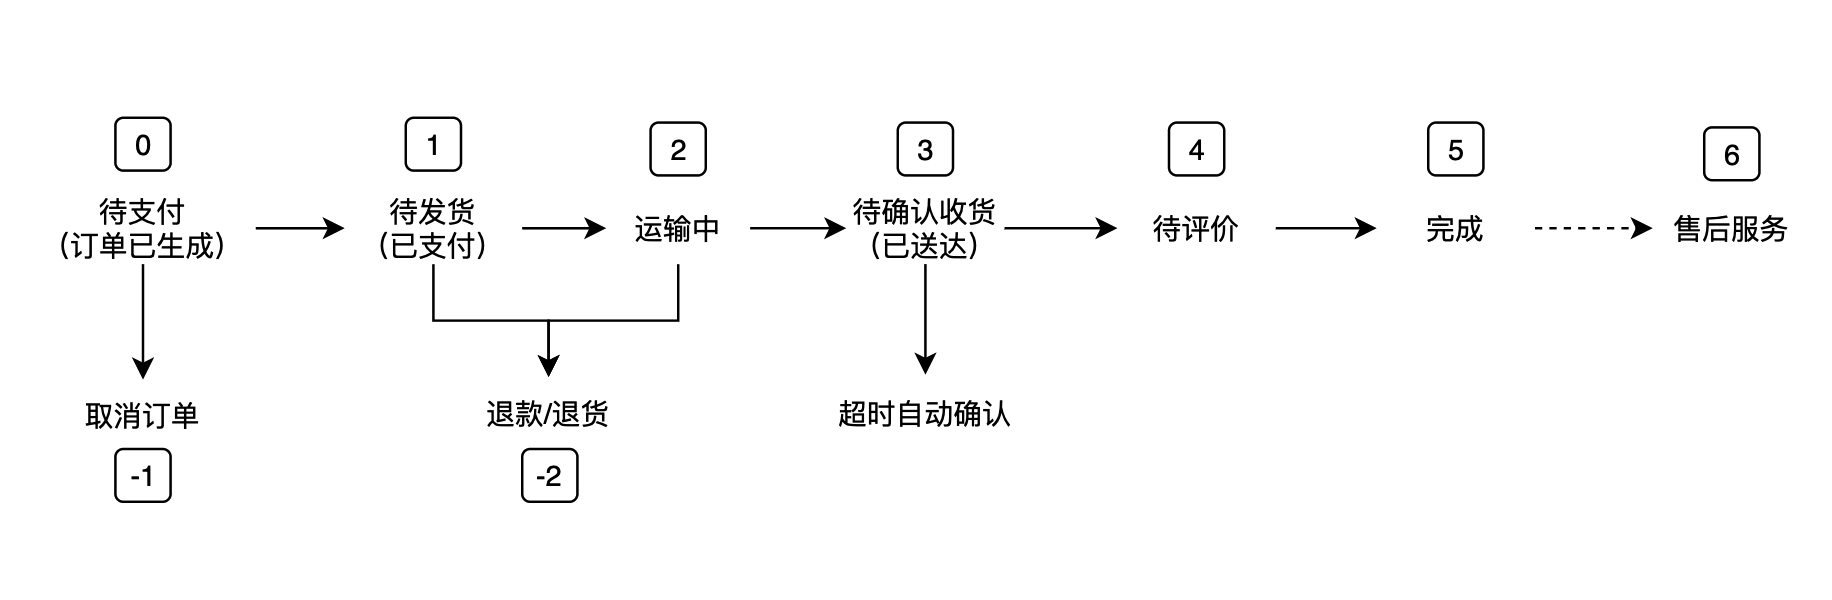 0
1
2
3
4
5
6
待支付
(订单已生成)
待发货
(已支付)
运输中
待确认收货
(已送达)
待评价
完成
售后服务
取消订单
退款/退货
超时自动确认
-1
-2